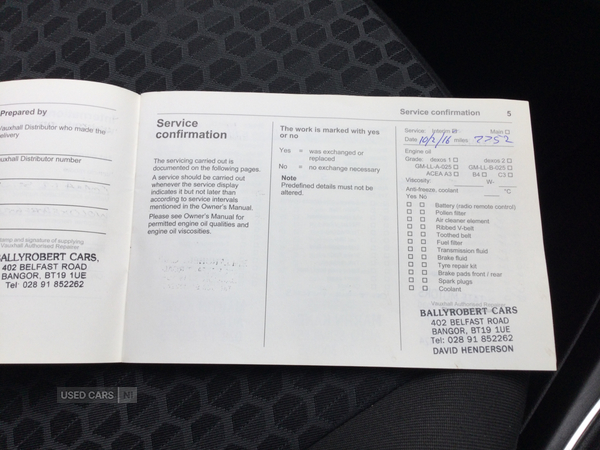 Prepared by
Vauxhall Distributor who made the
delivery
Vauxhall Distributor number
Stamp and signature of supplying
Vauxhall Authorised Repairer
BALLYROBERT CARS,
402 BELFAST ROAD
BANGOR, BT19 1UE
Tel: 028 91 852262
Service confirmation 5
Service
confirmation
The servicing carried out is
documented on the following pages.
A service should be carried out
whenever the service display
indicates it but not later than
according to service intervals
mentioned in the Owner's Manual.
Please see Owner's Manual for
permitted engine oil qualities and
engine oil viscosities.
The work is marked with yes
or no
Yes = was exchanged or
replaced
No = no exchange necessary
Note
Predefined details must not be
altered.
Service: Interim ☒ Main ☐
Date 10/2/16 miles: 7752
Engine oil
Grade: dexos 1 ☐ dexos 2 ☐
GM-LL-A-025 ☐ GM-LL-B-025 ☐
ACEA A3 ☐ B4 ☐ C3 ☐
Viscosity: W-
Anti-freeze, coolant °C
Yes No
☐ ☐ Battery (radio remote control)
☐ ☐ Pollen filter
☐ ☐ Air cleaner element
☐ ☐ Ribbed V-belt
☐ ☐ Toothed belt
☐ ☐ Fuel filter
☐ ☐ Transmission fluid
☐ ☐ Brake fluid
☐ ☐ Tyre repair kit
☐ ☐ Brake pads front / rear
☐ ☐ Spark plugs
☐ ☐ Coolant
Vauxhall Authorised Repairer
BALLYROBERT CARS
402 BELFAST ROAD
BANGOR, BT19 1UE
Tel: 028 91 852262
DAVID HENDERSON
USED CARS NI